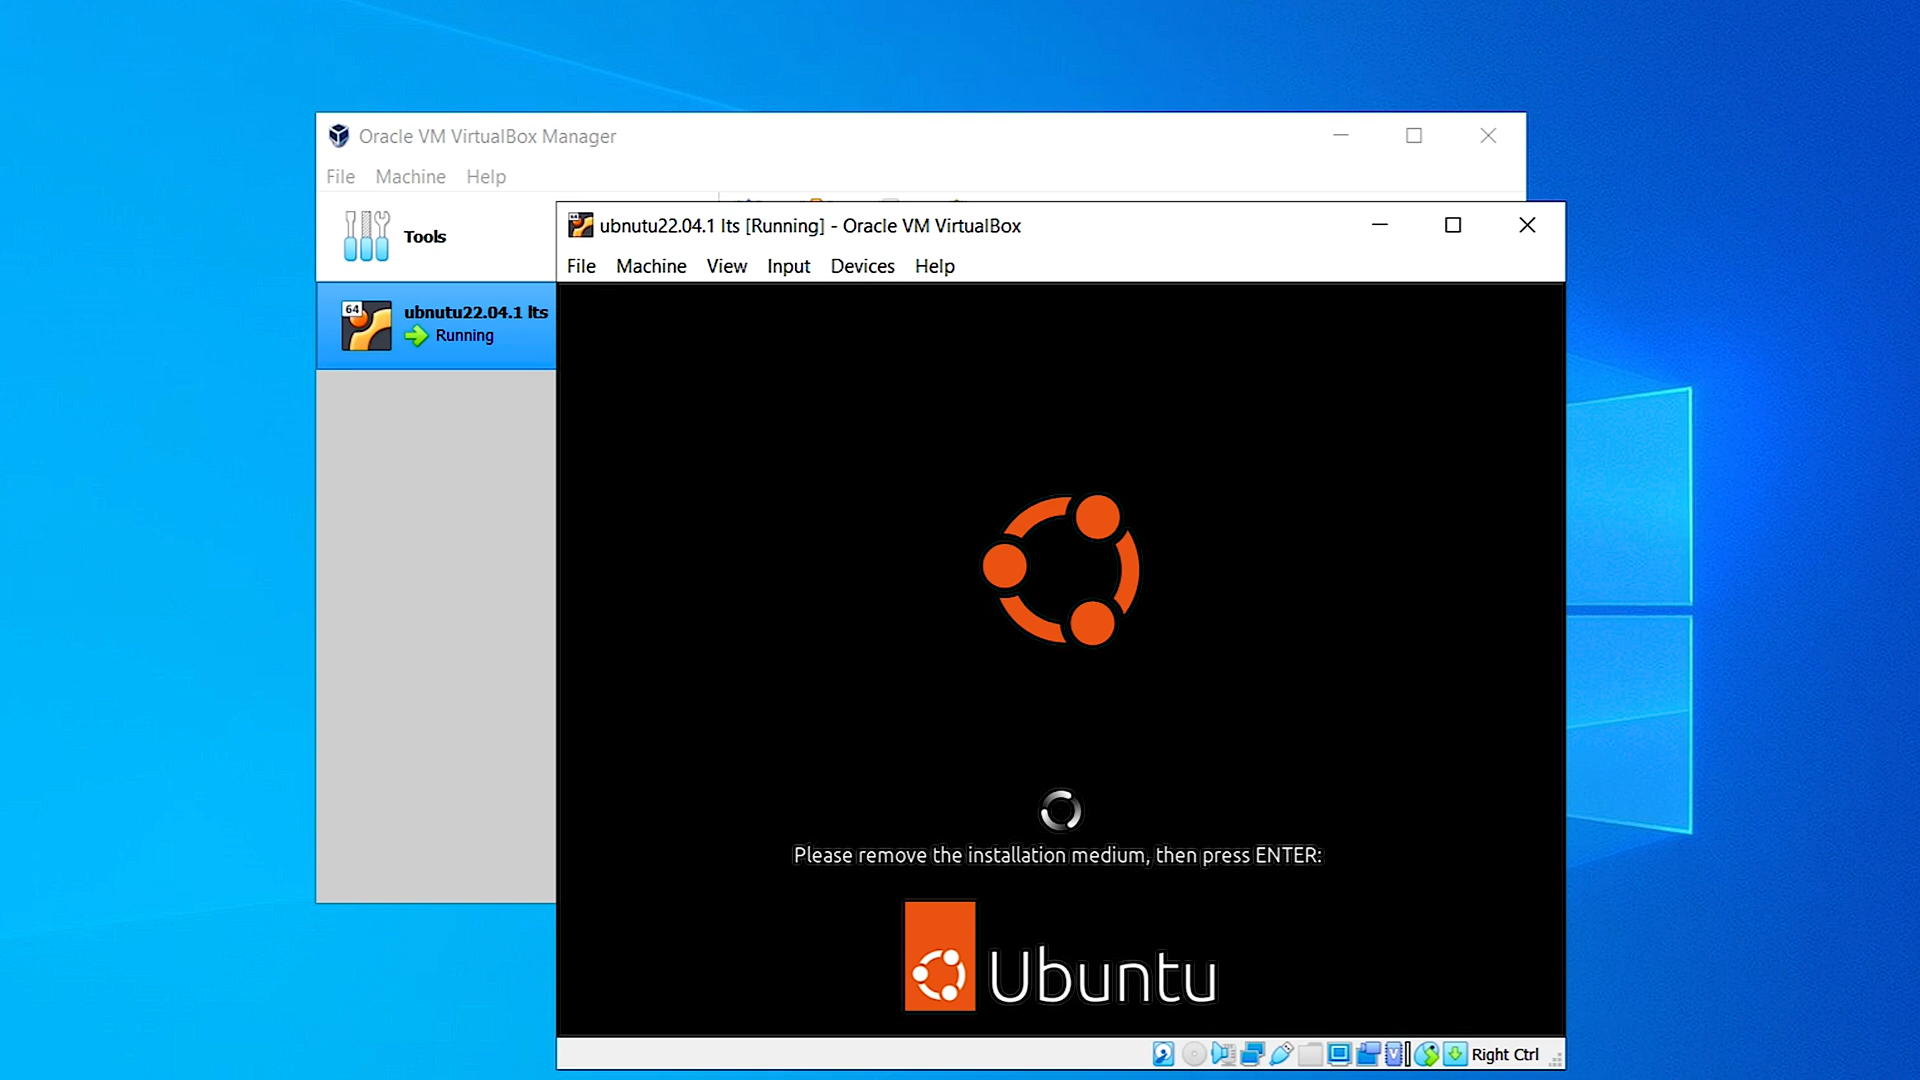 Oracle VM VirtualBox Manager
File Machine Help
Tools
64
ubnutu22.04.1 lts
Running
64
ubnutu22.04.1 lts [Running] - Oracle VM VirtualBox
File Machine View Input Devices Help
Please remove the installation medium, then press ENTER:
Ubuntu
V
Right Ctrl